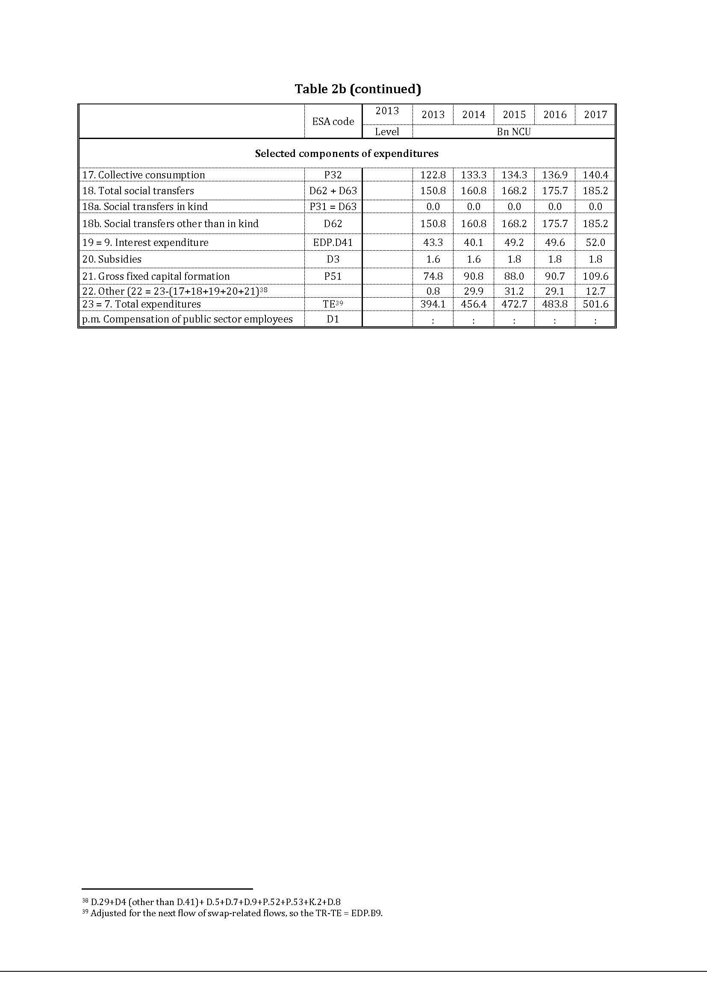 Table 2b (continued)
ESA code 2013 2013 2014 2015 2016 2017
Level Bn NCU
Selected components of expenditures
17. Collective consumption P32 122.8 133.3 134.3 136.9 140.4
18. Total social transfers D62 + D63 150.8 160.8 168.2 175.7 185.2
18a. Social transfers in kind P31 = D63 0.0 0.0 0.0 0.0 0.0
18b. Social transfers other than in kind D62 150.8 160.8 168.2 175.7 185.2
19 = 9. Interest expenditure EDP.D41 43.3 40.1 49.2 49.6 52.0
20. Subsidies D3 1.6 1.6 1.8 1.8 1.8
21. Gross fixed capital formation P51 74.8 90.8 88.0 90.7 109.6
22. Other (22 = 23-(17+18+19+20+21)³⁸ 0.8 29.9 31.2 29.1 12.7
23 = 7. Total expenditures TE³⁹ 394.1 456.4 472.7 483.8 501.6
p.m. Compensation of public sector employees D1 : : : : :
³⁸ D.29+D4 (other than D.41)+ D.5+D.7+D.9+P.52+P.53+K.2+D.8
³⁹ Adjusted for the next flow of swap-related flows, so the TR-TE = EDP.B9.